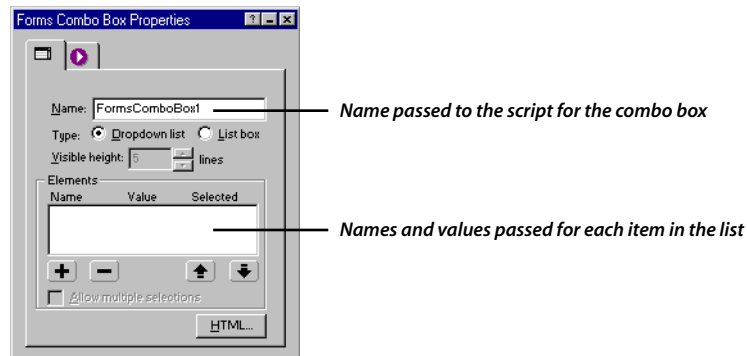 Forms Combo Box Properties
Name: FormsComboBox1
Name passed to the script for the combo box
Type: Dropdown list List box
Visible height: 5 lines
Elements
Name Value Selected
Names and values passed for each item in the list
Allow multiple selections
HTML...